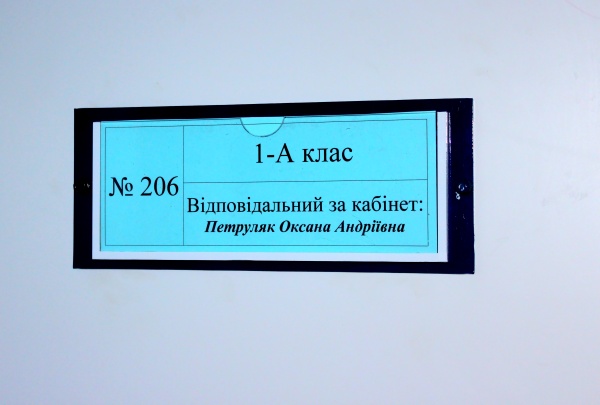 № 206
1-А клас
Відповідальний за кабінет:
Петруляк Оксана Андріївна